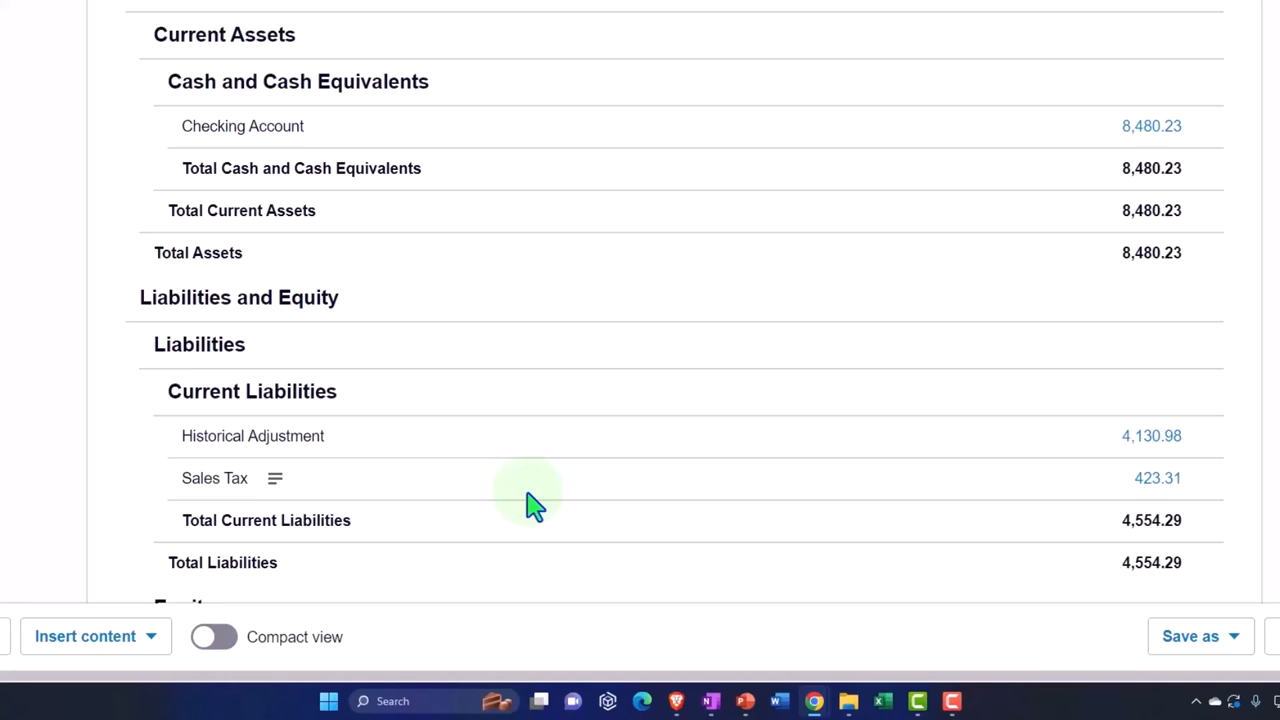 Current Assets
Cash and Cash Equivalents
Checking Account 8,480.23
Total Cash and Cash Equivalents 8,480.23
Total Current Assets 8,480.23
Total Assets 8,480.23
Liabilities and Equity
Liabilities
Current Liabilities
Historical Adjustment 4,130.98
Sales Tax 423.31
Total Current Liabilities 4,554.29
Total Liabilities 4,554.29
Equity
Insert content Compact view Save as
Search